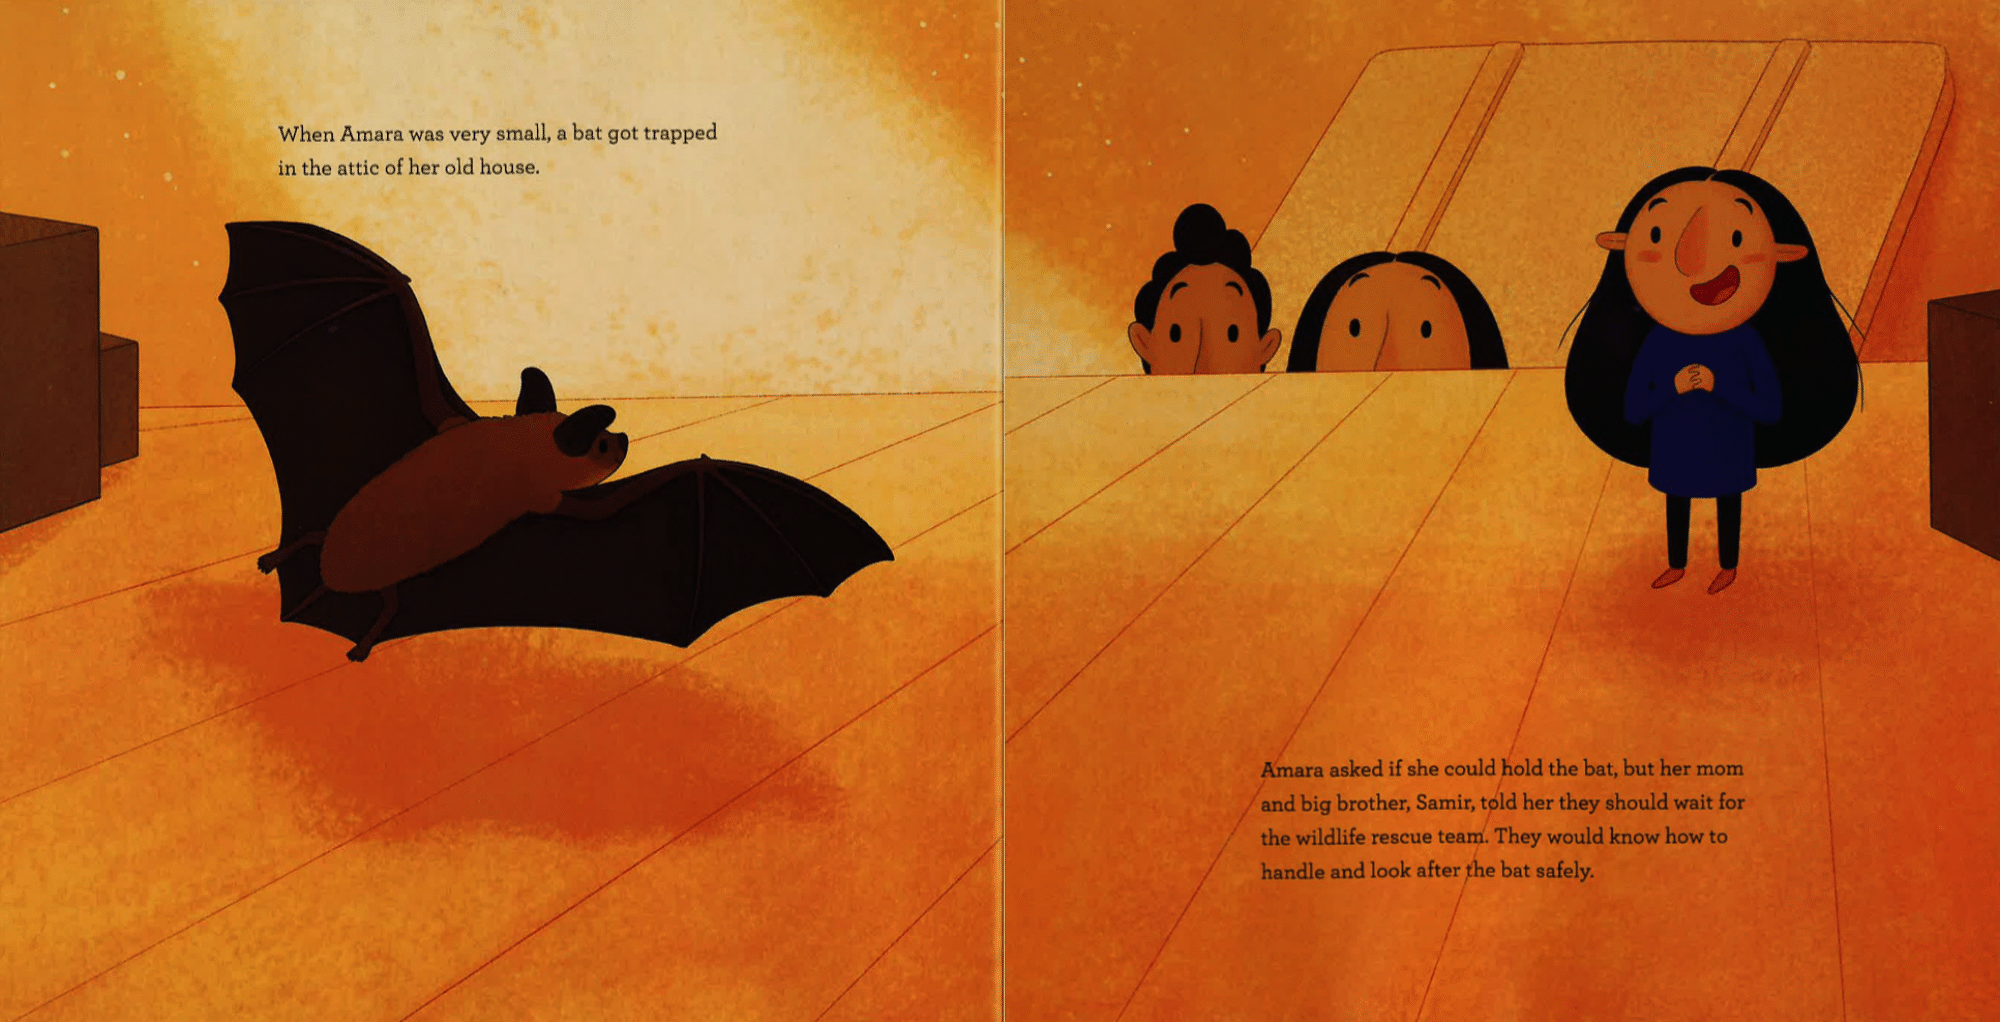 When Amara was very small, a bat got trapped
in the attic of her old house.
Amara asked if she could hold the bat, but her mom
and big brother, Samir, told her they should wait for
the wildlife rescue team. They would know how to
handle and look after the bat safely.